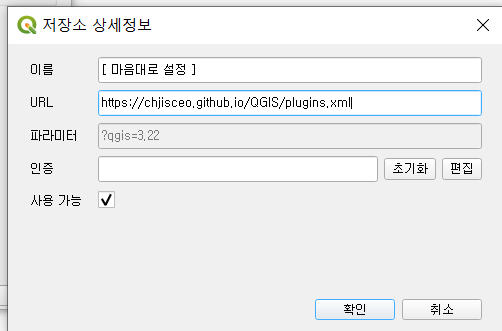 저장소 상세정보
이름 [ 마음대로 설정 ]
URL https://chjisceo.github.io/QGIS/plugins.xml
파라미터 ?qgis=3.22
인증 초기화 편집
사용 가능
확인 취소